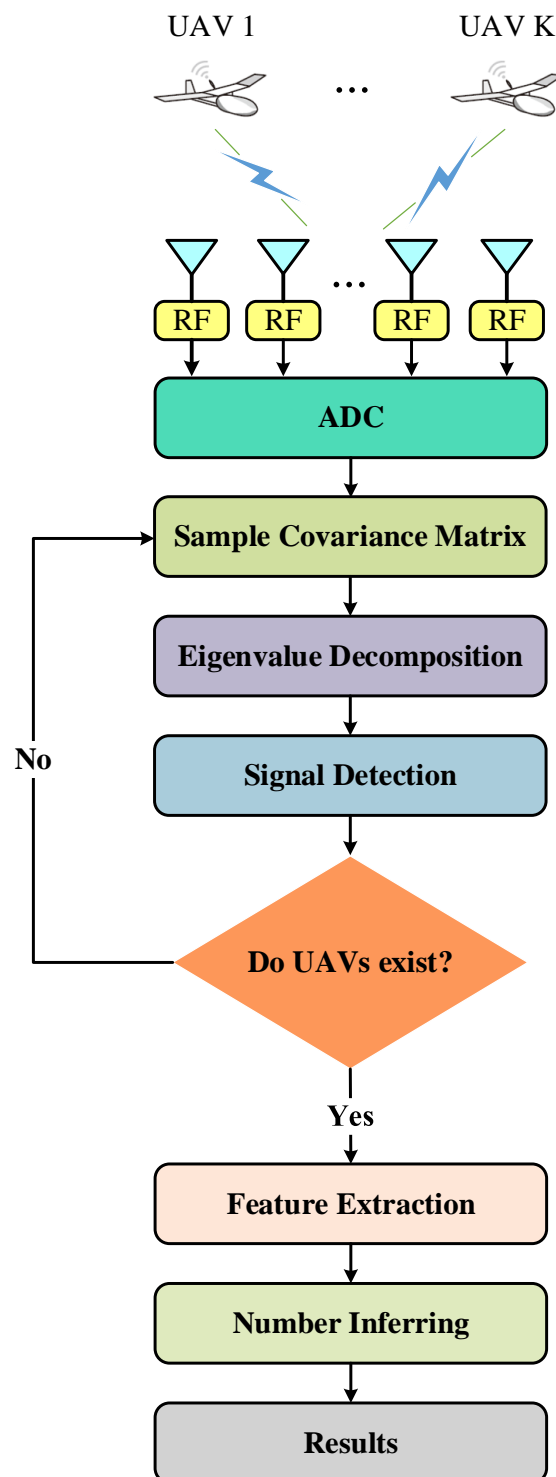 UAV 1 ... UAV K
...
RF RF RF RF
ADC
Sample Covariance Matrix
Eigenvalue Decomposition
No
Signal Detection
Do UAVs exist?
Yes
Feature Extraction
Number Inferring
Results